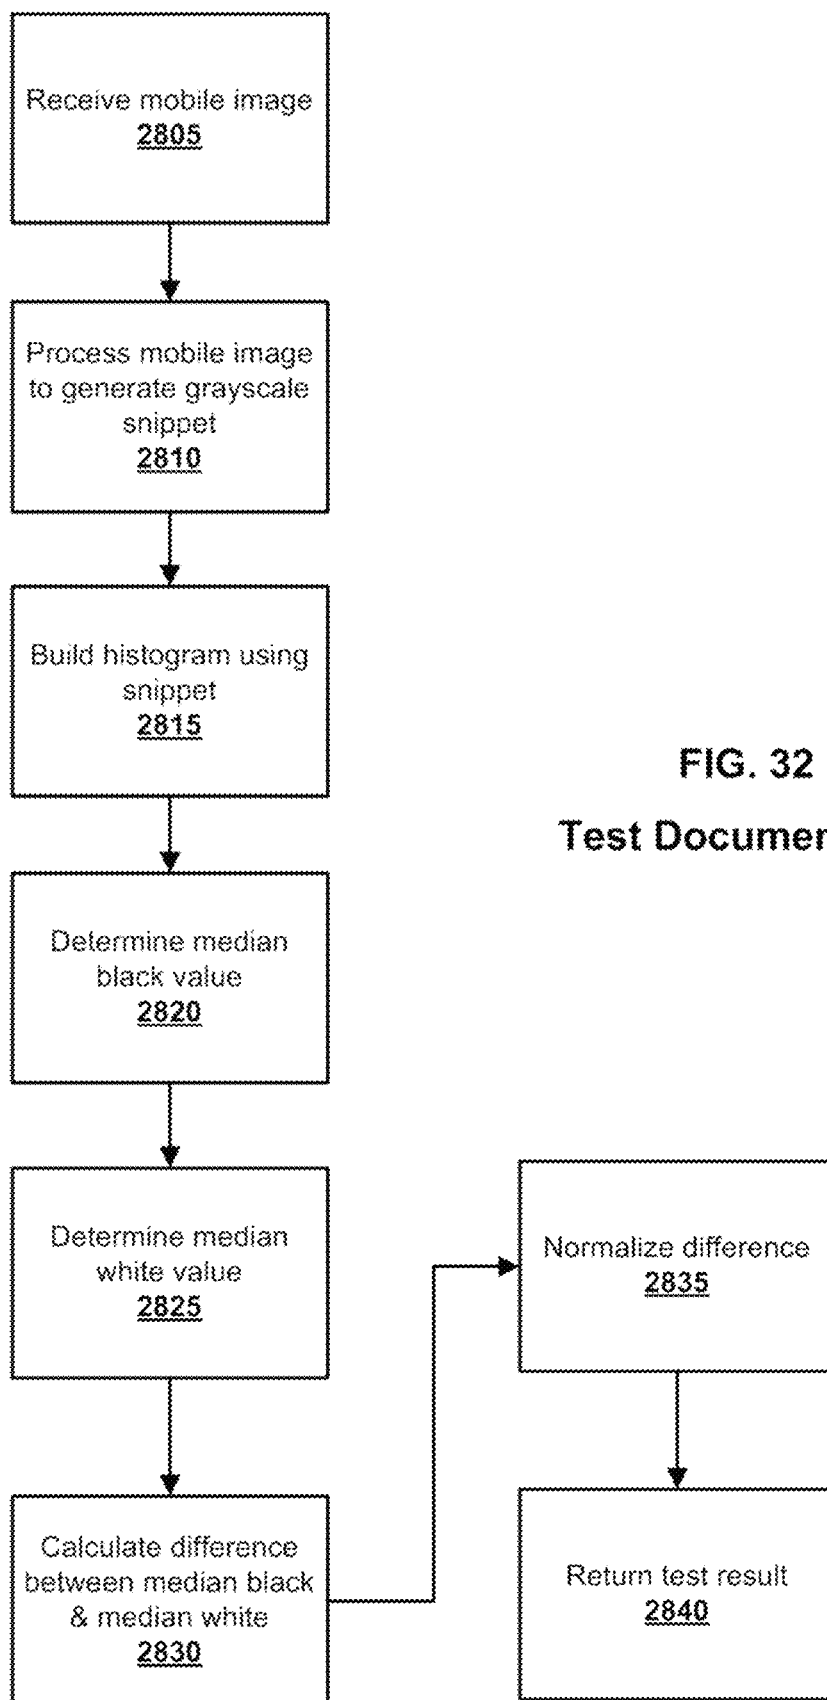 Receive mobile image
2805
Process mobile image
to generate grayscale
snippet
2810
Build histogram using
snippet
2815
Determine median
black value
2820
Determine median
white value
2825
Calculate difference
between median black
& median white
2830
FIG. 32
Test
Normalize difference
2835
Return test result
2840